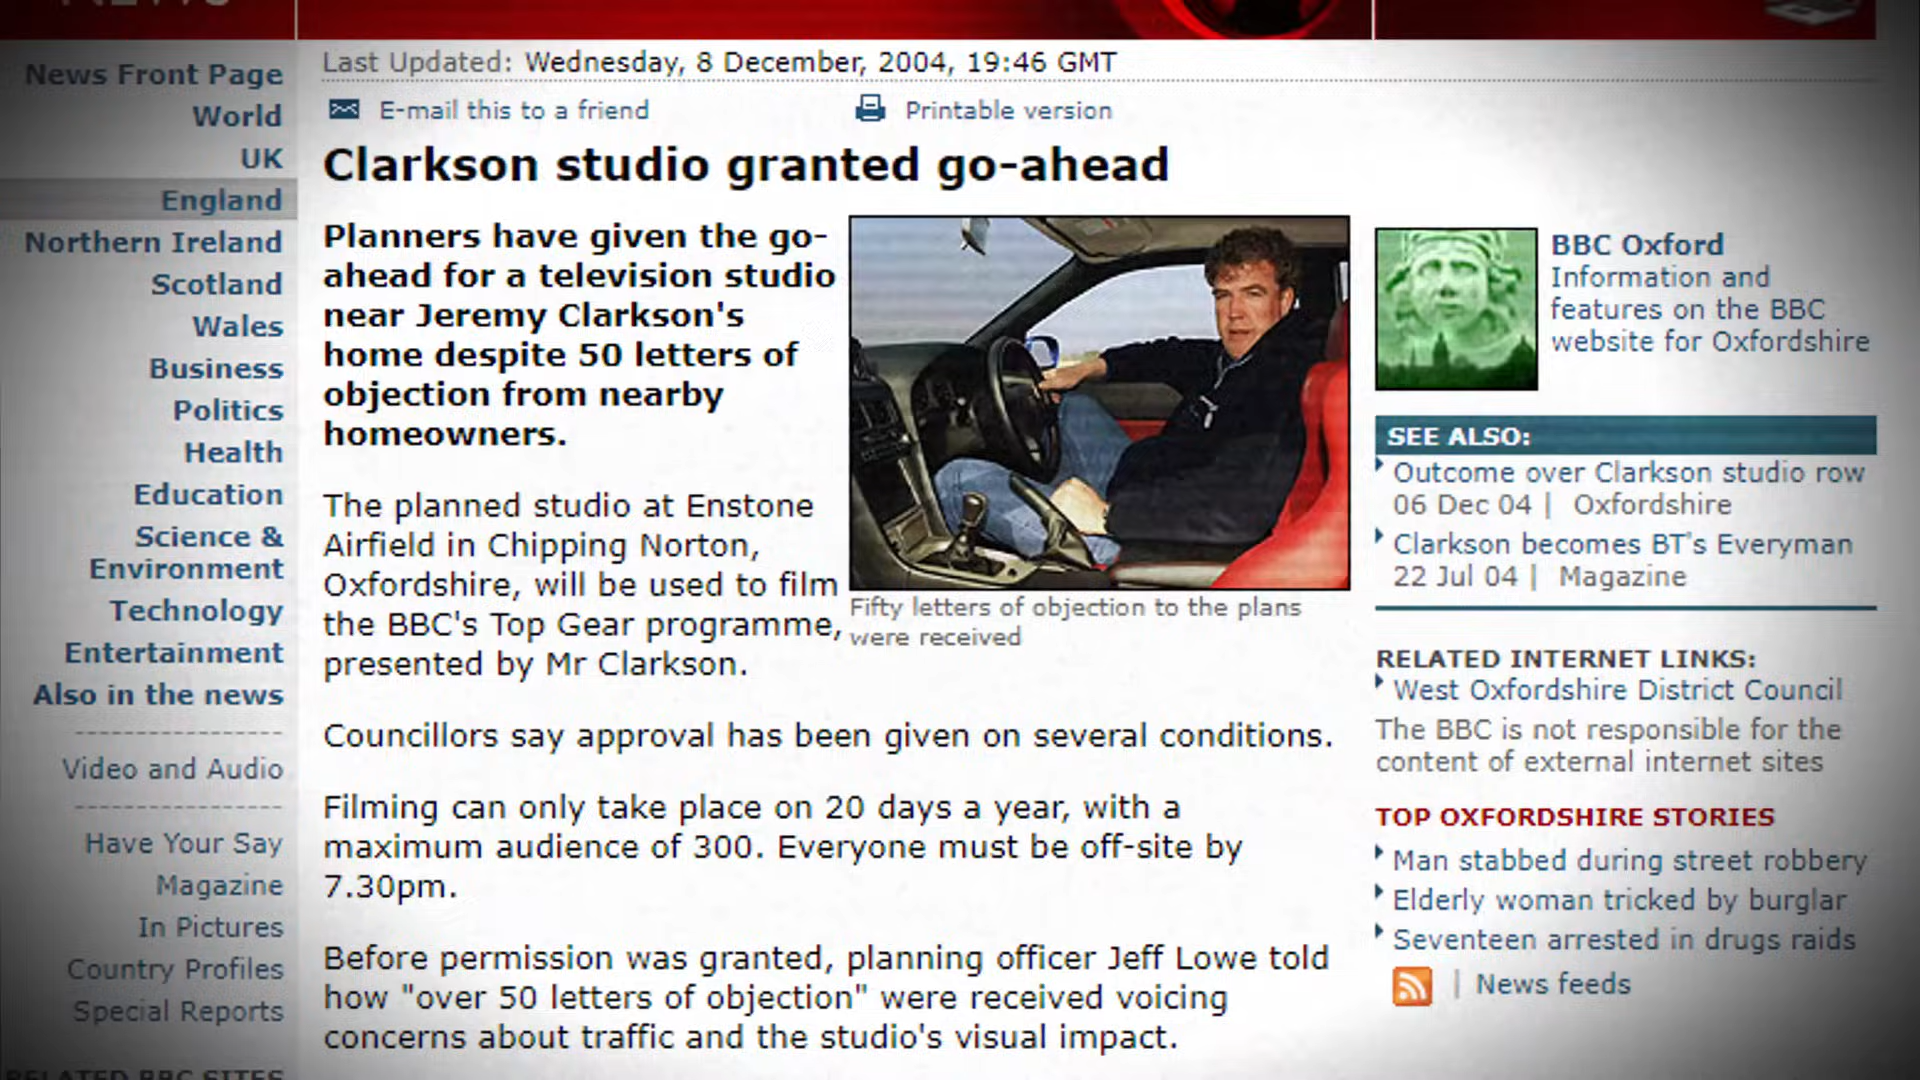 News Front Page
World
UK
England
Northern Ireland
Scotland
Wales
Business
Politics
Health
Education
Science &
Environment
Technology
Entertainment
Also in the news
Video and Audio
Have Your Say
Magazine
In Pictures
Country Profiles
Special Reports
RELATED BBC SITES
Last Updated: Wednesday, 8 December, 2004, 19:46 GMT
E-mail this to a friend
Printable version
Clarkson studio granted go-ahead
Planners have given the go-
ahead for a television studio
near Jeremy Clarkson's
home despite 50 letters of
objection from nearby
homeowners.
The planned studio at Enstone
Airfield in Chipping Norton,
Oxfordshire, will be used to film
the BBC's Top Gear programme,
presented by Mr Clarkson.
Fifty letters of objection to the plans
were received
Councillors say approval has been given on several conditions.
Filming can only take place on 20 days a year, with a
maximum audience of 300. Everyone must be off-site by
7.30pm.
Before permission was granted, planning officer Jeff Lowe told
how "over 50 letters of objection" were received voicing
concerns about traffic and the studio's visual impact.
BBC Oxford
Information and
features on the BBC
website for Oxfordshire
SEE ALSO:
Outcome over Clarkson studio row
06 Dec 04 | Oxfordshire
Clarkson becomes BT's Everyman
22 Jul 04 | Magazine
RELATED INTERNET LINKS:
West Oxfordshire District Council
The BBC is not responsible for the
content of external internet sites
TOP OXFORDSHIRE STORIES
Man stabbed during street robbery
Elderly woman tricked by burglar
Seventeen arrested in drugs raids
| News feeds